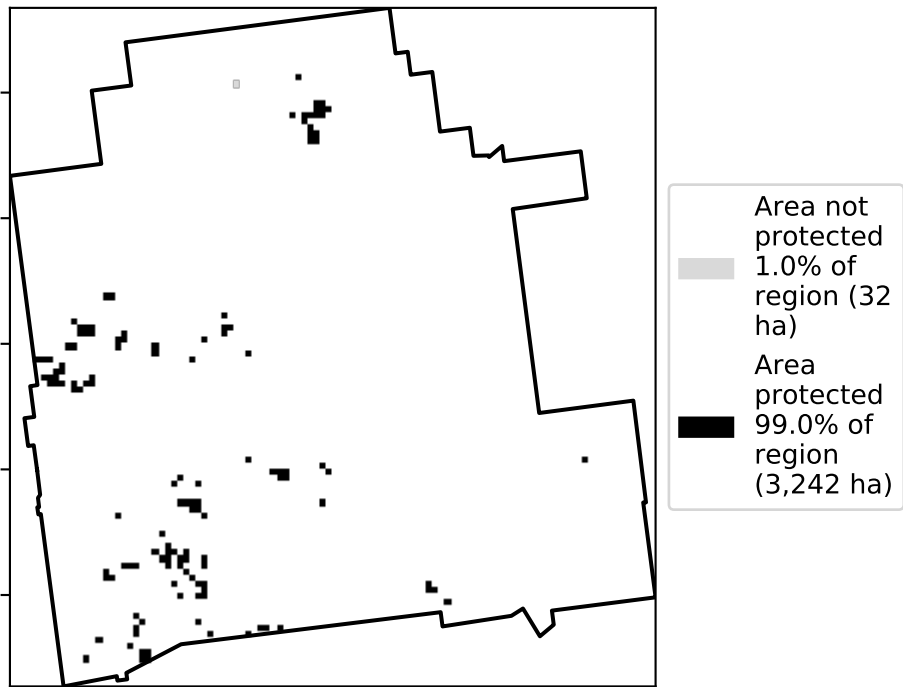 Area not
protected
1.0% of
region (32
ha)
Area
protected
99.0% of
region
(3,242 ha)